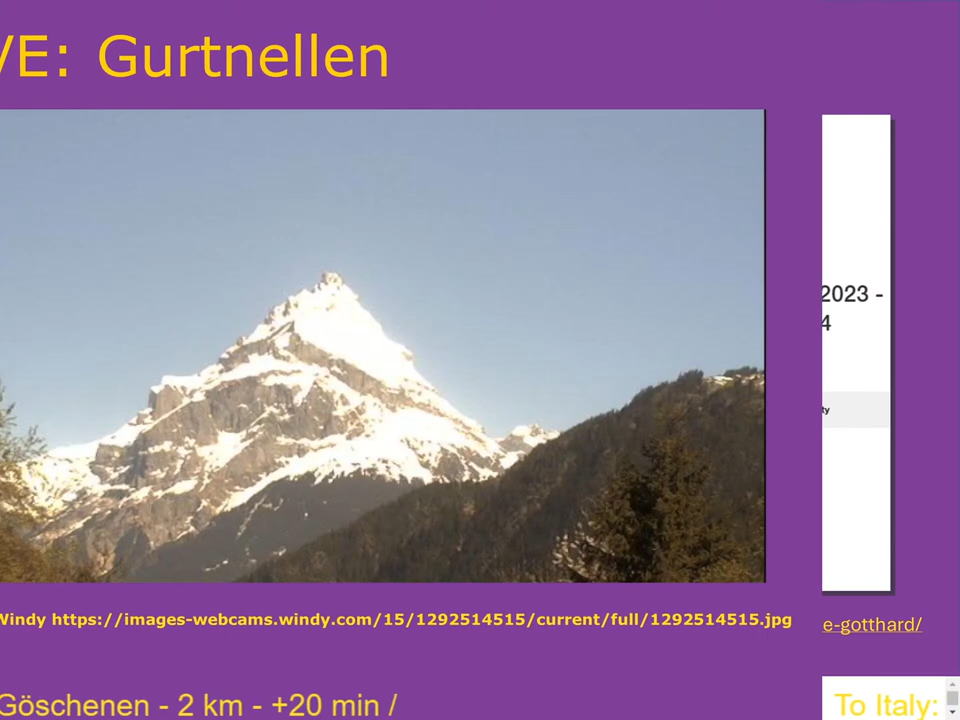 VE: Gurtnellen
2023 -
4
ty
Windy https://images-webcams.windy.com/15/1292514515/current/full/1292514515.jpg
e-gotthard/
Göschenen - 2 km - +20 min /
To Italy: